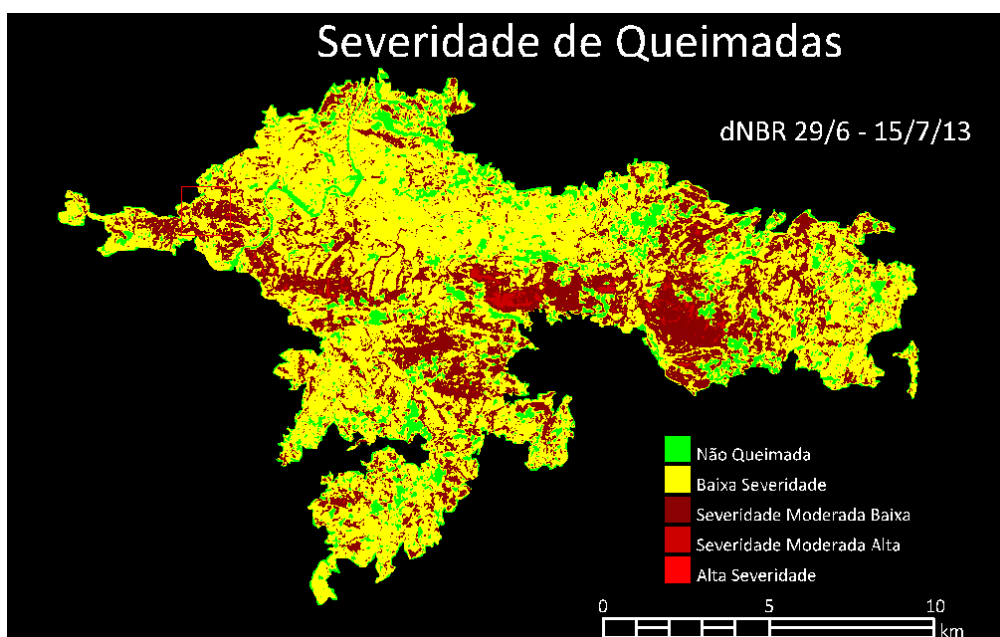 Severidade de Queimadas
dNBR 29/6 - 15/7/13
Não Queimada
Baixa Severidade
Severidade Moderada Baixa
Severidade Moderada Alta
Alta Severidade
0 5 10
km